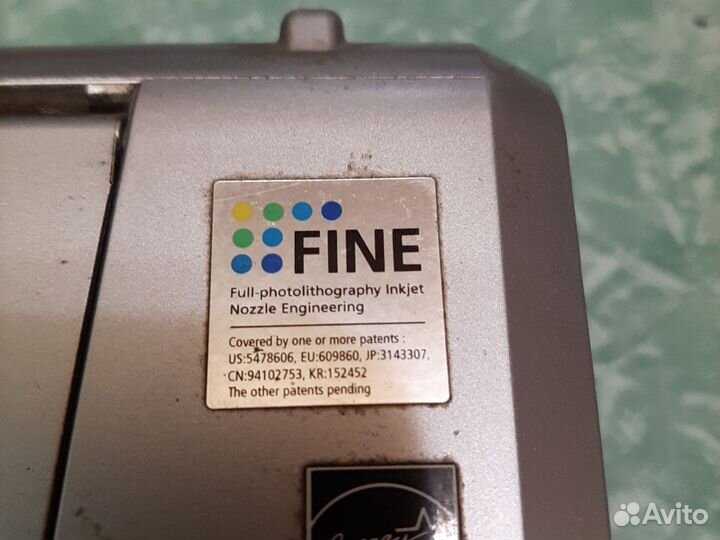 FINE
Full-photolithography Inkjet
Nozzle Engineering
Covered by one or more patents :
US:5478606, EU:609860, JP:3143307,
CN:94102753, KR:152452
The other patents pending
Avito